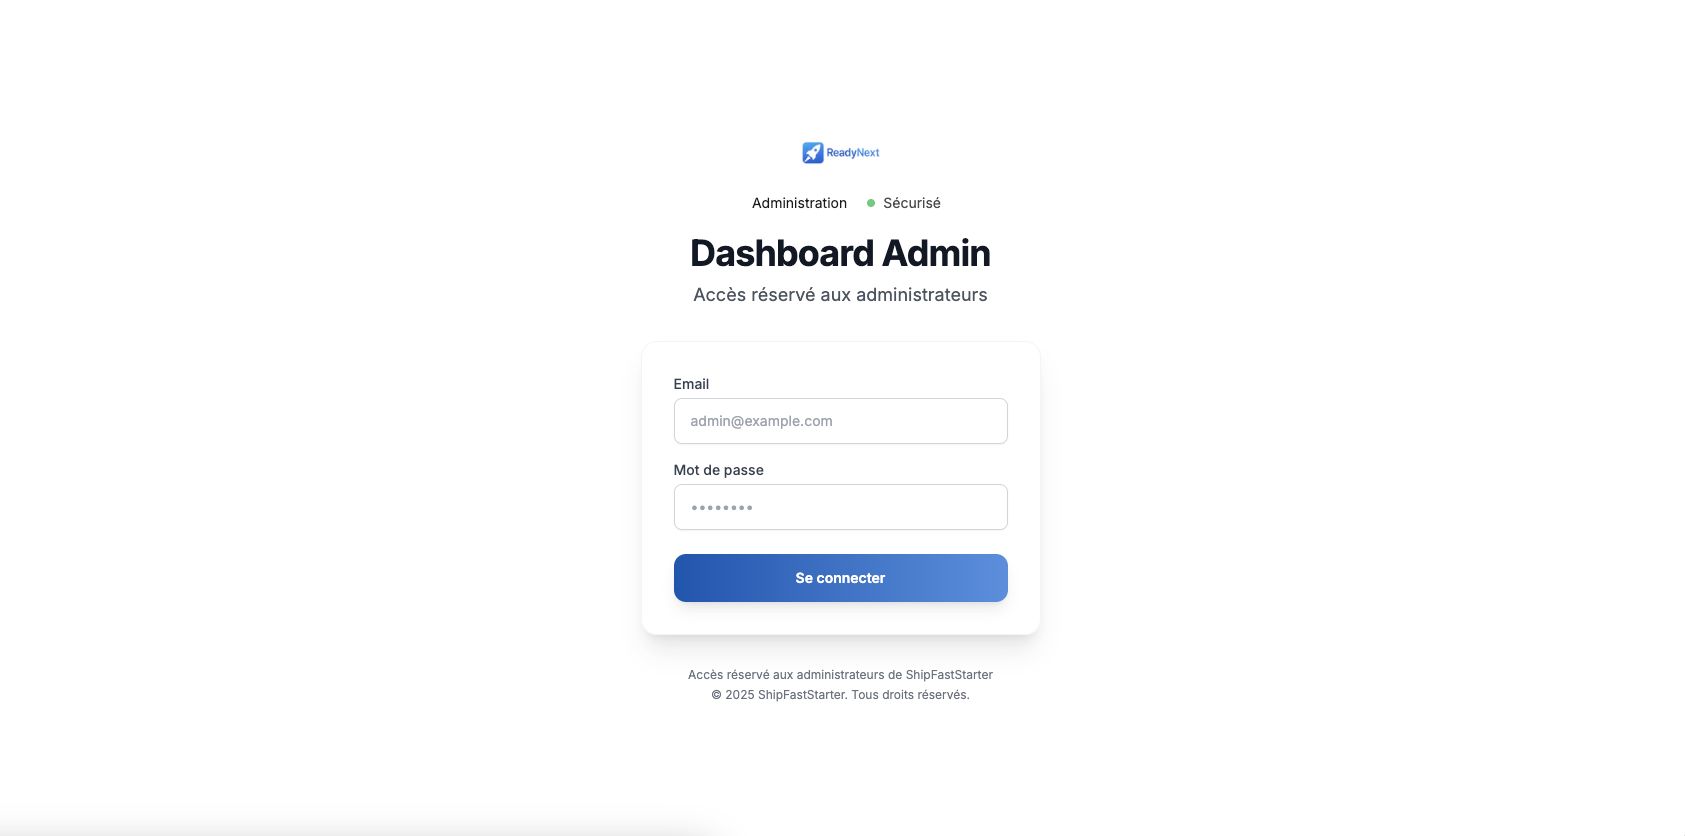 ReadyNext
Administration Sécurisé
Dashboard Admin
Accès réservé aux administrateurs
Email
admin@example.com
Mot de passe
••••••••
Se connecter
Accès réservé aux administrateurs de ShipFastStarter
© 2025 ShipFastStarter. Tous droits réservés.